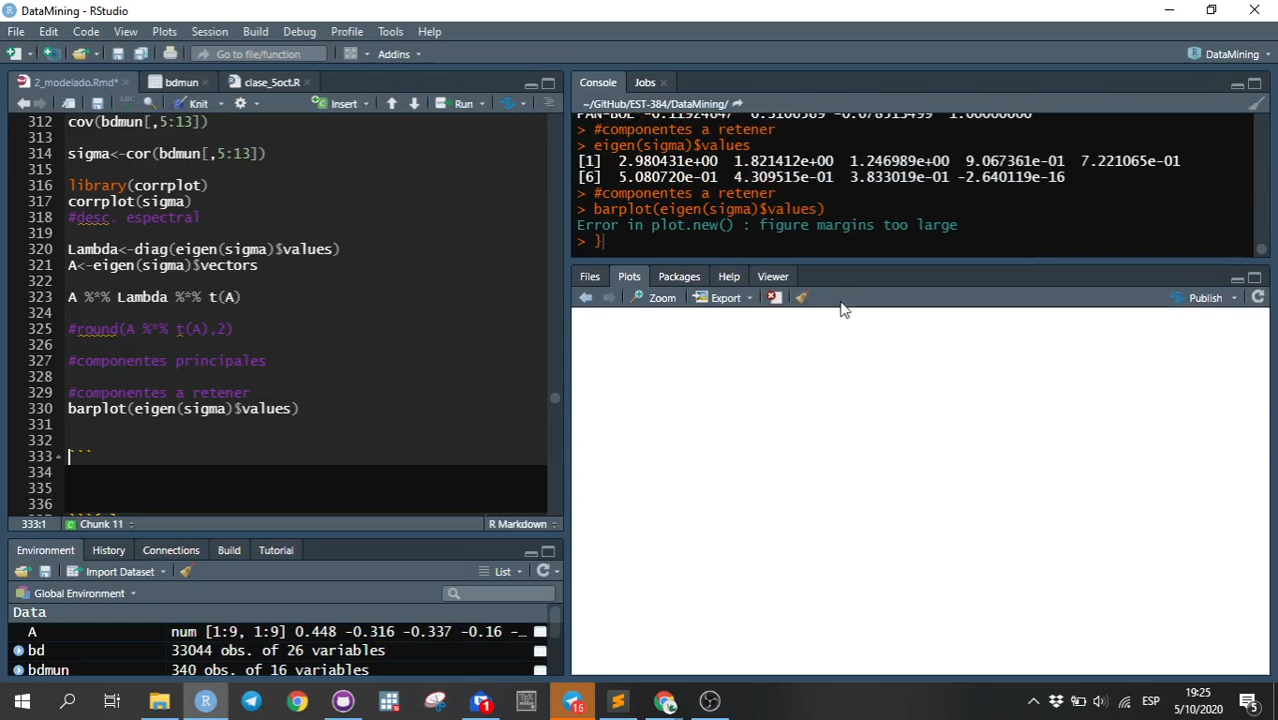 DataMining - RStudio
File Edit Code View Plots Session Build Debug Profile Tools Help
Go to file/function Addins DataMining
2_modelado.Rmd* bdmun clase_5oct.R
ABC Knit Insert Run
312 cov(bdmun[,5:13])
313
314 sigma<-cor(bdmun[,5:13])
315
316 library(corrplot)
317 corrplot(sigma)
318 #desc. espectral
319
320 Lambda<-diag(eigen(sigma)$values)
321 A<-eigen(sigma)$vectors
322
323 A %*% Lambda %*% t(A)
324
325 #round(A %*% t(A),2)
326
327 #componentes principales
328
329 #componentes a retener
330 barplot(eigen(sigma)$values)
331
332
333 ```
334
335
336
333:1 Chunk 11 R Markdown
Environment History Connections Build Tutorial
Import Dataset List
Global Environment
Data
A num [1:9, 1:9] 0.448 -0.316 -0.337 -0.16 -...
bd 33044 obs. of 26 variables
bdmun 340 obs. of 16 variables
Console Jobs
~/GitHub/EST-384/DataMining/
> #componentes a retener
> eigen(sigma)$values
[1] 2.980431e+00 1.821412e+00 1.246989e+00 9.067361e-01 7.221065e-01
[6] 5.080720e-01 4.309515e-01 3.833019e-01 -2.640119e-16
> #componentes a retener
> barplot(eigen(sigma)$values)
Error in plot.new() : figure margins too large
> }
Files Plots Packages Help Viewer
Zoom Export Publish
16 1 ESP 19:25
5/10/2020 5